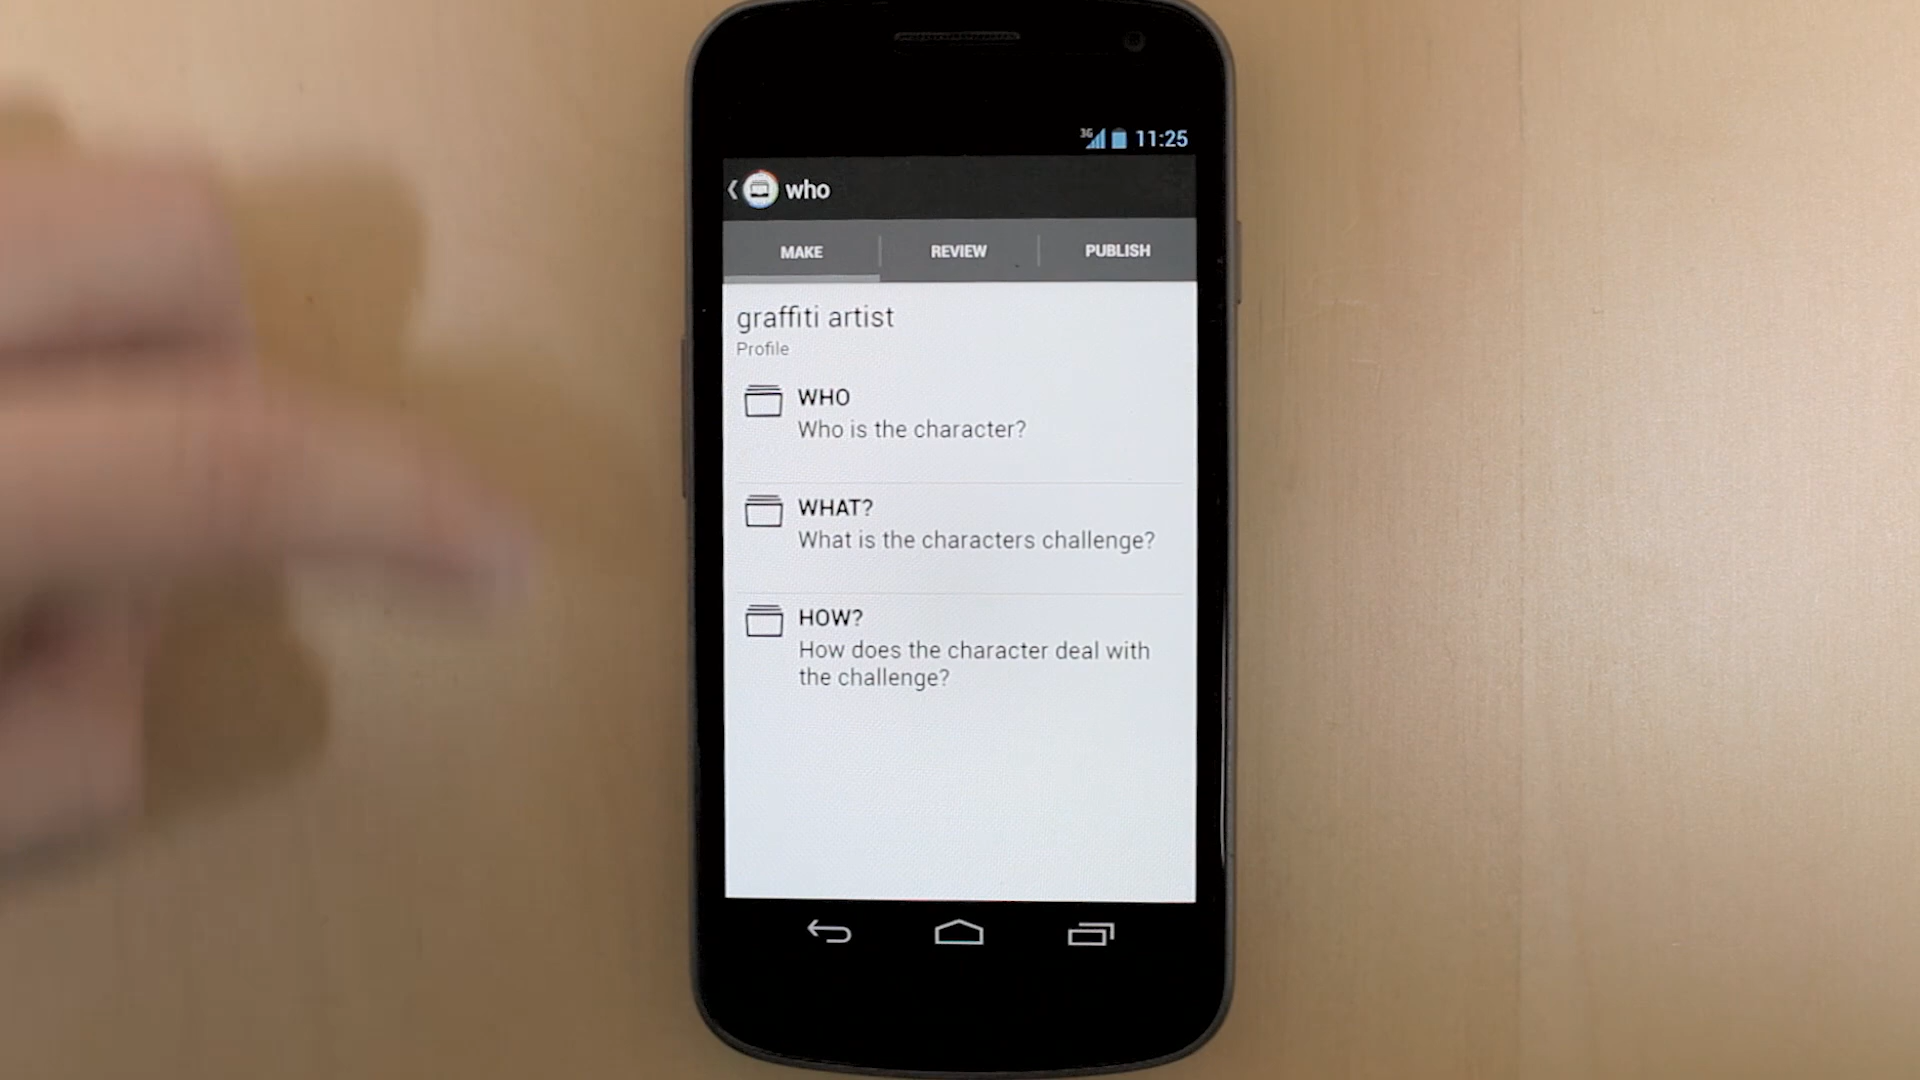 3G 11:25
who
MAKE REVIEW PUBLISH
graffiti artist
Profile
WHO
Who is the character?
WHAT?
What is the characters challenge?
HOW?
How does the character deal with
the challenge?